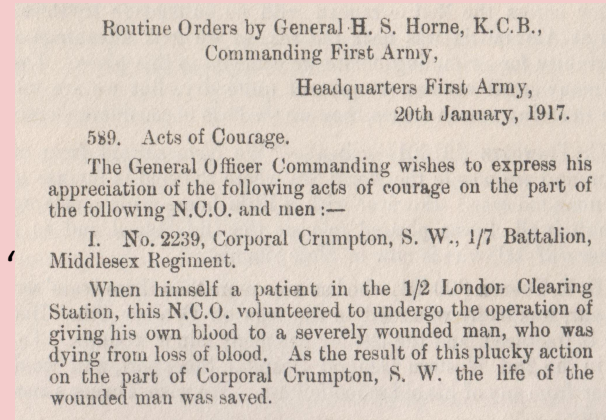 Routine Orders by General H. S. Horne, K.C.B.,
Commanding First Army,
Headquarters First Army,
20th January, 1917.
589. Acts of Courage.
The General Officer Commanding wishes to express his
appreciation of the following acts of courage on the part of
the following N.C.O. and men :—
I. No. 2239, Corporal Crumpton, S. W., 1/7 Battalion,
Middlesex Regiment.
When himself a patient in the 1/2 London Clearing
Station, this N.C.O. volunteered to undergo the operation of
giving his own blood to a severely wounded man, who was
dying from loss of blood. As the result of this plucky action
on the part of Corporal Crumpton, S. W. the life of the
wounded man was saved.